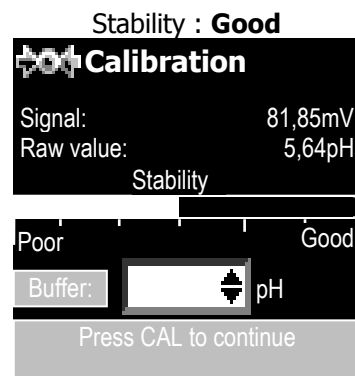 Stability : Good
Calibration
Signal: 81,85mV
Raw value: 5,64pH
Stability
Poor Good
Buffer: pH
Press CAL to continue